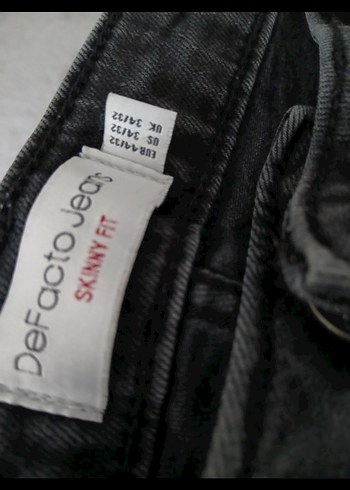 EUR 44/32
US 34/32
UK 34/32
DeFacto Jeans
SKINNY FIT